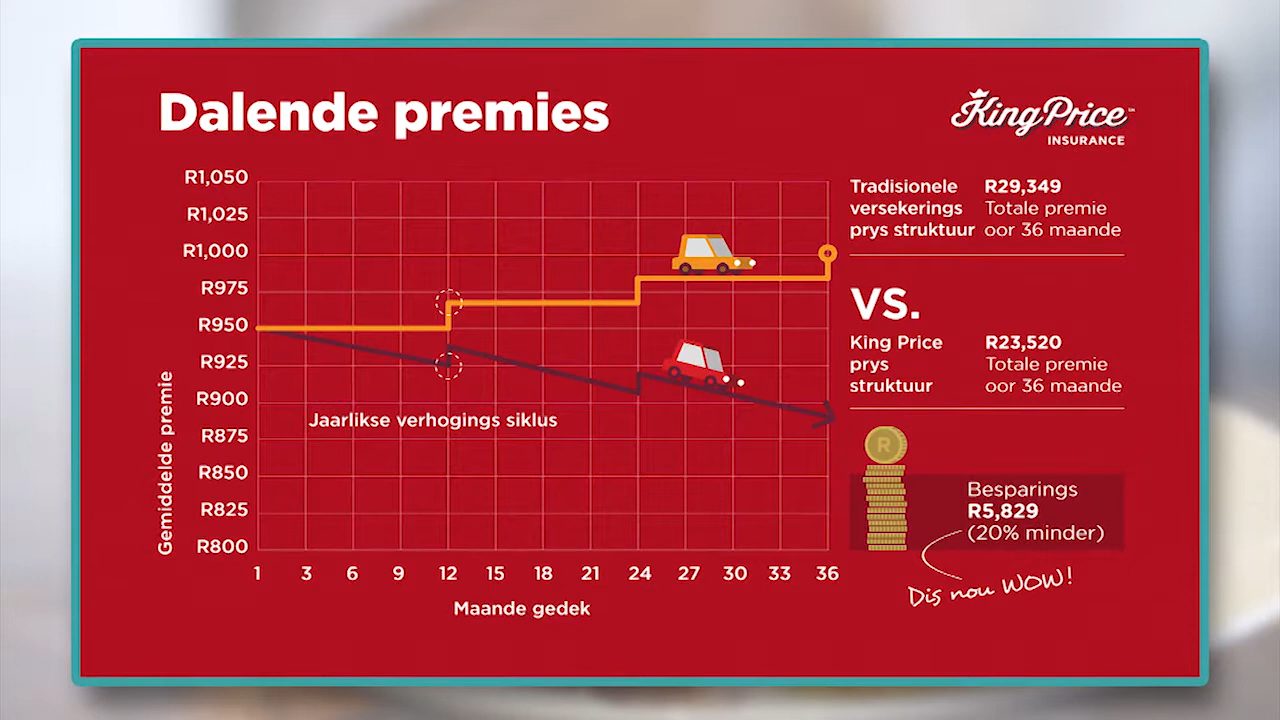 Dalende premies
King Price™
INSURANCE
R1,050
R1,025
R1,000
R975
R950
R925
R900
R875
R850
R825
R800
Gemiddelde premie
1 3 6 9 12 15 18 21 24 27 30 33 36
Maande gedek
Jaarlikse verhogings siklus
Tradisionele
versekerings
prys struktuur
R29,349
Totale premie
oor 36 maande
VS.
King Price
prys
struktuur
R23,520
Totale premie
oor 36 maande
R
Besparings
R5,829
(20% minder)
Dis nou WOW!